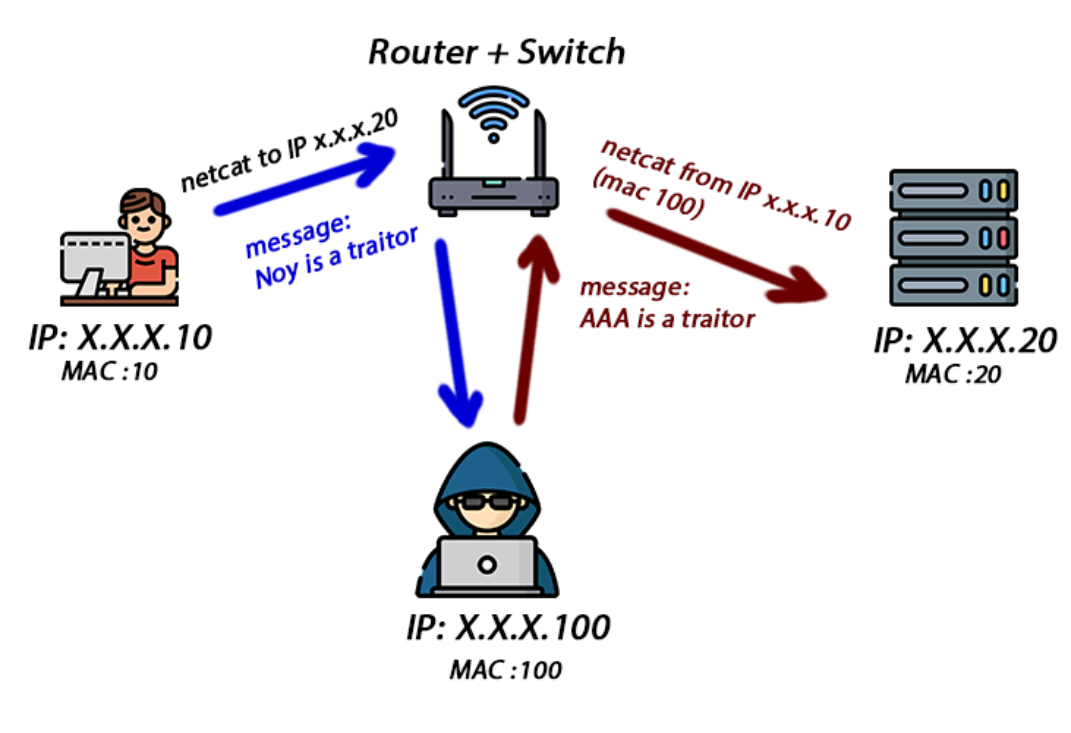 Router + Switch
netcat to IP x.x.x.20
message:
Noy is a traitor
netcat from IP x.x.x.10
(mac 100)
message:
AAA is a traitor
IP: X.X.X.10
MAC :10
IP: X.X.X.20
MAC :20
IP: X.X.X.100
MAC :100